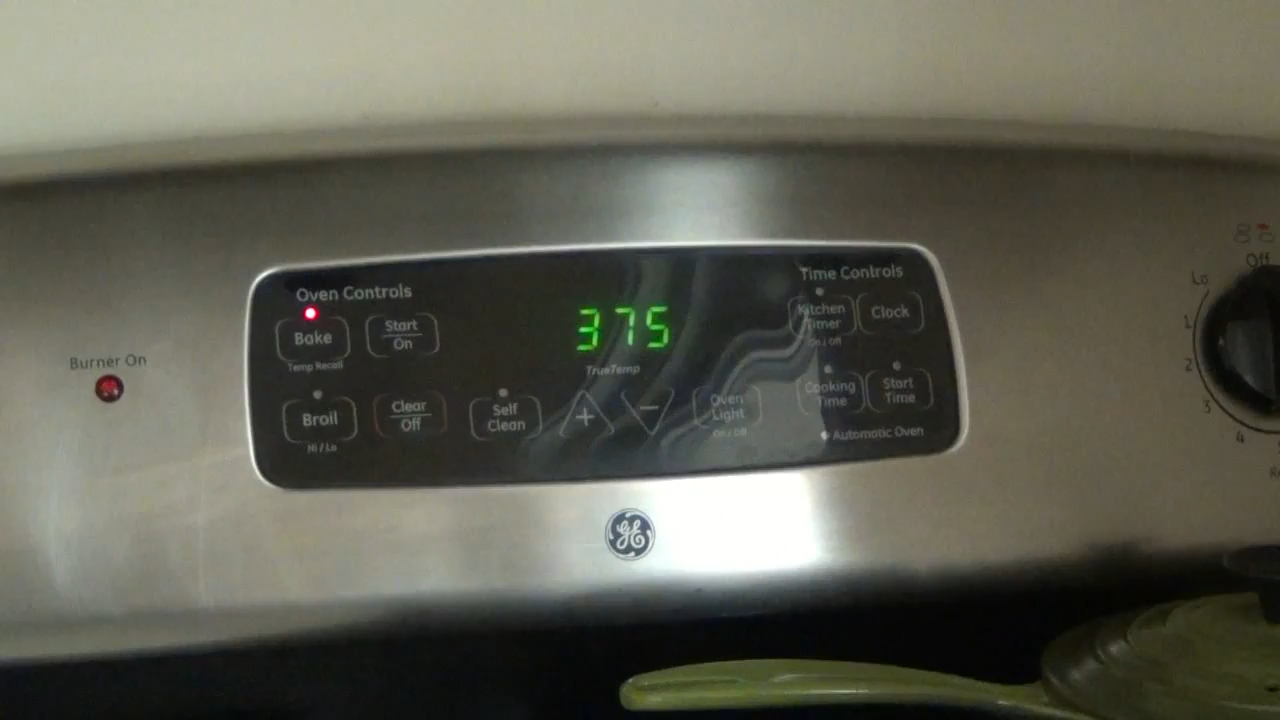 Oven Controls
Bake
Temp Recall
Start
On
Broil
Hi / Lo
Clear
Off
Self
Clean
375
TrueTemp
+
−
Oven
Light
On / Off
Time Controls
Kitchen
Timer
On / Off
Clock
Cooking
Time
Start
Time
Automatic Oven
Burner On
GE
Off
Lo
1
2
3
4